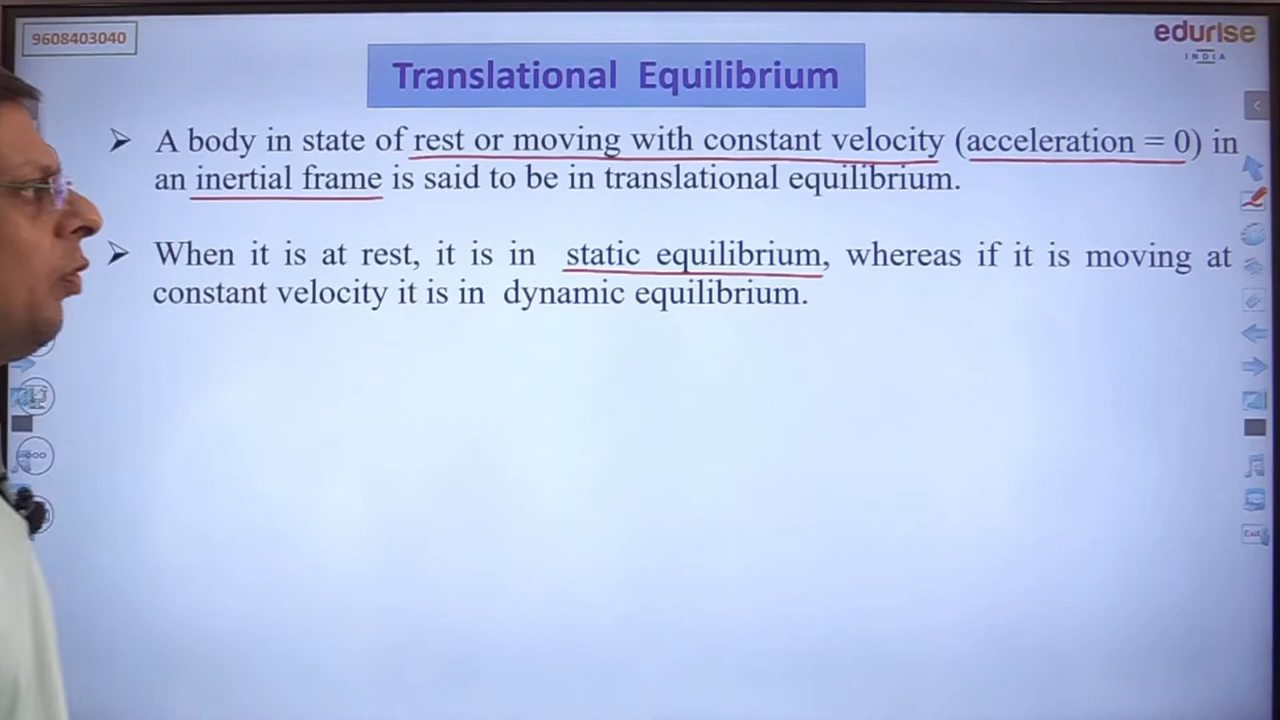 9608403040
edurise
INDIA
Translational Equilibrium
➢ A body in state of rest or moving with constant velocity (acceleration = 0) in
an inertial frame is said to be in translational equilibrium.
➢ When it is at rest, it is in static equilibrium, whereas if it is moving at
constant velocity it is in dynamic equilibrium.
Exit